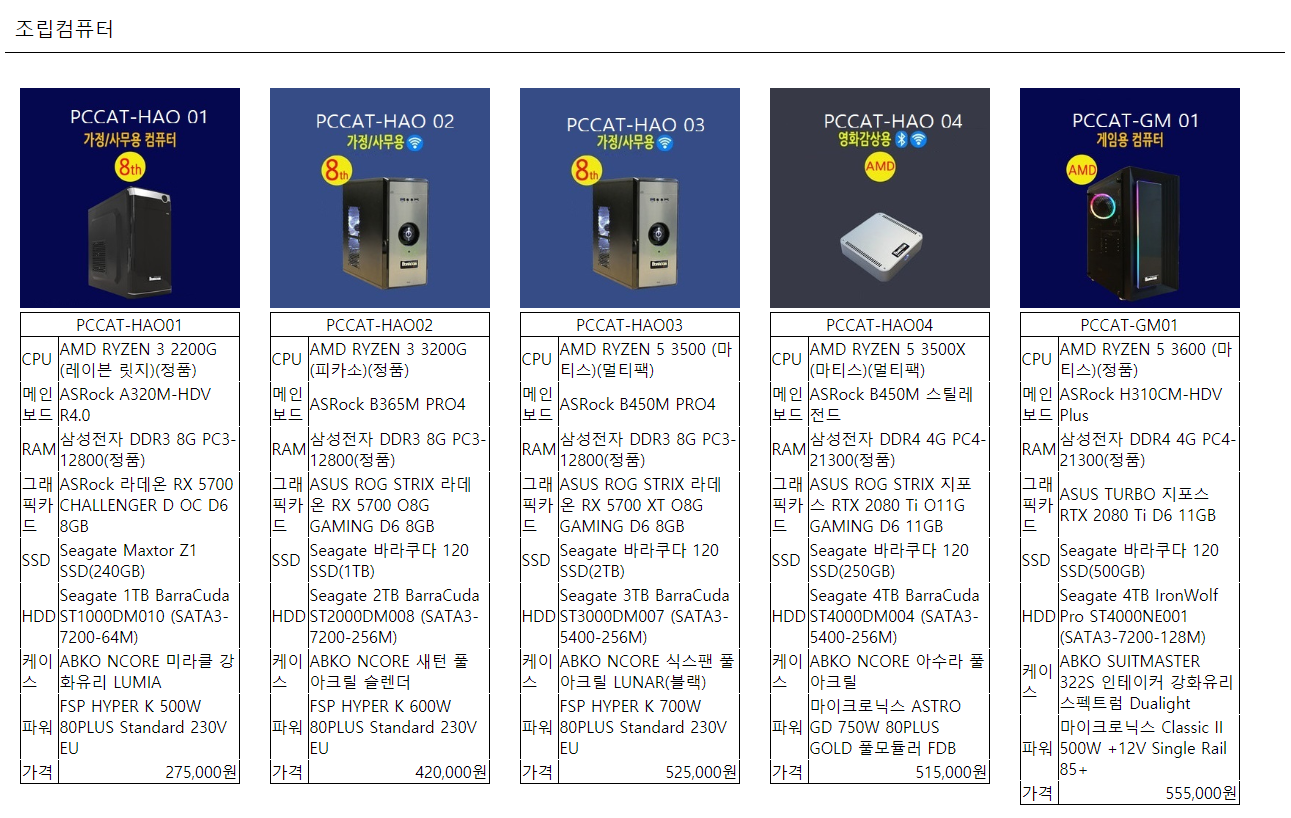 조립컴퓨터
PCCAT-HAO 01
가정/사무용 컴퓨터
8th
PCCAT-HAO 02
가정/사무용
8th
PCCAT-HAO 03
가정/사무용
8th
PCCAT-HAO 04
영화감상용
AMD
PCCAT-GM 01
게임용 컴퓨터
AMD
PCCAT-HAO01
CPU
AMD RYZEN 3 2200G
(레이븐 릿지)(정품)
메인
보드
ASRock A320M-HDV
R4.0
RAM
삼성전자 DDR3 8G PC3-
12800(정품)
그래
픽카
드
ASRock 라데온 RX 5700
CHALLENGER D OC D6
8GB
SSD
Seagate Maxtor Z1
SSD(240GB)
HDD
Seagate 1TB BarraCuda
ST1000DM010 (SATA3-
7200-64M)
케이
스
ABKO NCORE 미라클 강
화유리 LUMIA
파워
FSP HYPER K 500W
80PLUS Standard 230V
EU
가격
275,000원
PCCAT-HAO02
CPU
AMD RYZEN 3 3200G
(피카소)(정품)
메인
보드
ASRock B365M PRO4
RAM
삼성전자 DDR3 8G PC3-
12800(정품)
그래
픽카
드
ASUS ROG STRIX 라데
온 RX 5700 O8G
GAMING D6 8GB
SSD
Seagate 바라쿠다 120
SSD(1TB)
HDD
Seagate 2TB BarraCuda
ST2000DM008 (SATA3-
7200-256M)
케이
스
ABKO NCORE 새턴 풀
아크릴 슬렌더
파워
FSP HYPER K 600W
80PLUS Standard 230V
EU
가격
420,000원
PCCAT-HAO03
CPU
AMD RYZEN 5 3500 (마
티스)(멀티팩)
메인
보드
ASRock B450M PRO4
RAM
삼성전자 DDR3 8G PC3-
12800(정품)
그래
픽카
드
ASUS ROG STRIX 라데
온 RX 5700 XT O8G
GAMING D6 8GB
SSD
Seagate 바라쿠다 120
SSD(2TB)
HDD
Seagate 3TB BarraCuda
ST3000DM007 (SATA3-
5400-256M)
케이
스
ABKO NCORE 식스팬 풀
아크릴 LUNAR(블랙)
파워
FSP HYPER K 700W
80PLUS Standard 230V
EU
가격
525,000원
PCCAT-HAO04
CPU
AMD RYZEN 5 3500X
(마티스)(멀티팩)
메인
보드
ASRock B450M 스틸레
전드
RAM
삼성전자 DDR4 4G PC4-
21300(정품)
그래
픽카
드
ASUS ROG STRIX 지포
스 RTX 2080 Ti O11G
GAMING D6 11GB
SSD
Seagate 바라쿠다 120
SSD(250GB)
HDD
Seagate 4TB BarraCuda
ST4000DM004 (SATA3-
5400-256M)
케이
스
ABKO NCORE 아수라 풀
아크릴
파워
마이크로닉스 ASTRO
GD 750W 80PLUS
GOLD 풀모듈러 FDB
가격
515,000원
PCCAT-GM01
CPU
AMD RYZEN 5 3600 (마
티스)(정품)
메인
보드
ASRock H310CM-HDV
Plus
RAM
삼성전자 DDR4 4G PC4-
21300(정품)
그래
픽카
드
ASUS TURBO 지포스
RTX 2080 Ti D6 11GB
SSD
Seagate 바라쿠다 120
SSD(500GB)
HDD
Seagate 4TB IronWolf
Pro ST4000NE001
(SATA3-7200-128M)
케이
스
ABKO SUITMASTER
322S 인테이커 강화유리
스펙트럼 Dualight
파워
마이크로닉스 Classic II
500W +12V Single Rail
85+
가격
555,000원